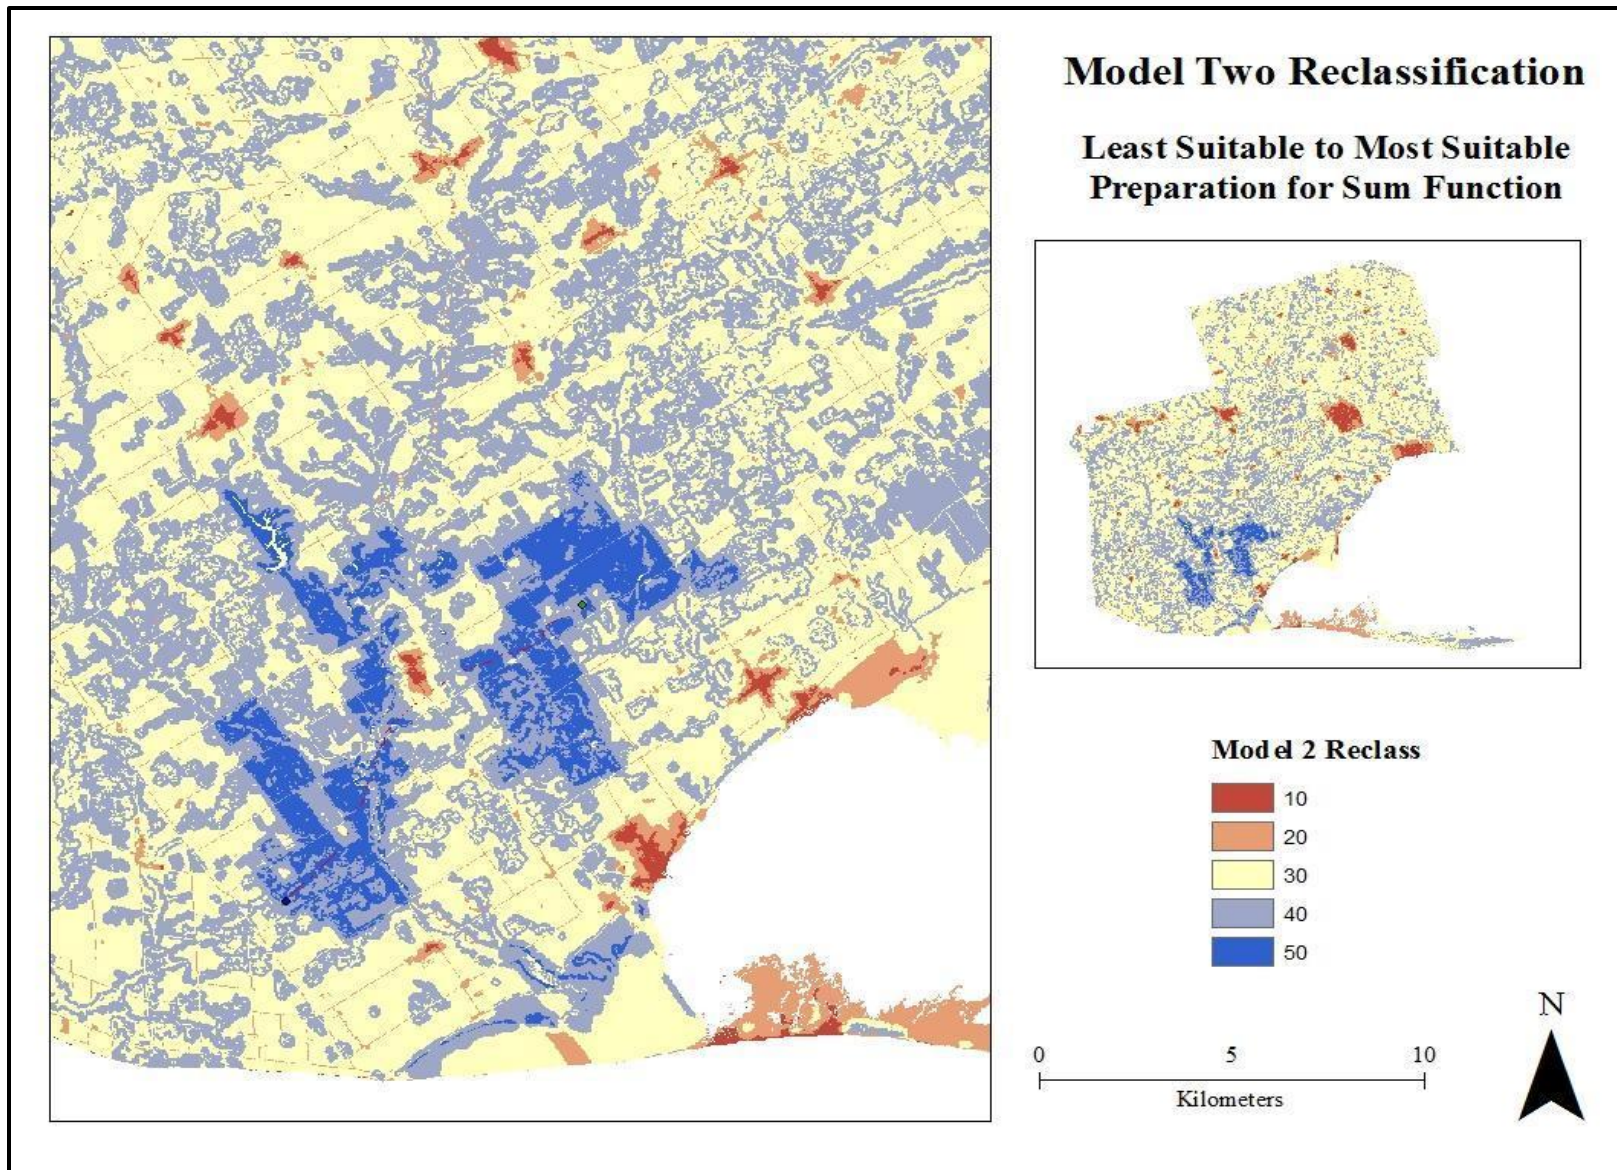 Model Two Reclassification
Least Suitable to Most Suitable
Preparation for Sum Function
Model 2 Reclass
10
20
30
40
50
N
0 5 10
Kilometers